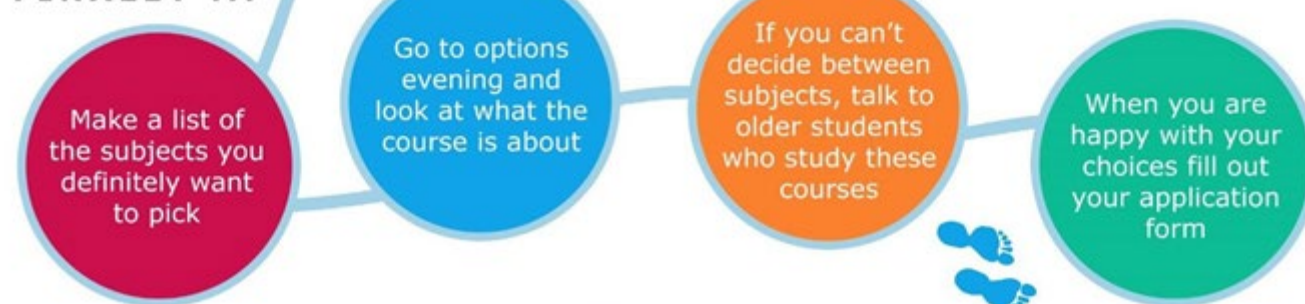 Make a list of
the subjects you
definitely want
to pick
Go to options
evening and
look at what the
course is about
If you can't
decide between
subjects, talk to
older students
who study these
courses
When you are
happy with your
choices fill out
your application
form